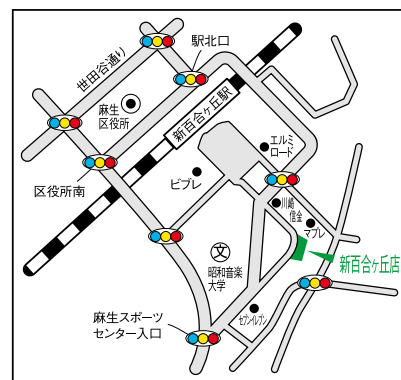 駅北口
世田谷通り
麻生
区役所
新百合ヶ丘駅
エルミ
ロード
区役所南
ビブレ
川崎
信金
マプレ
文
昭和音楽
大学
新百合ヶ丘店
セブンイレブン
麻生スポーツ
センター入口